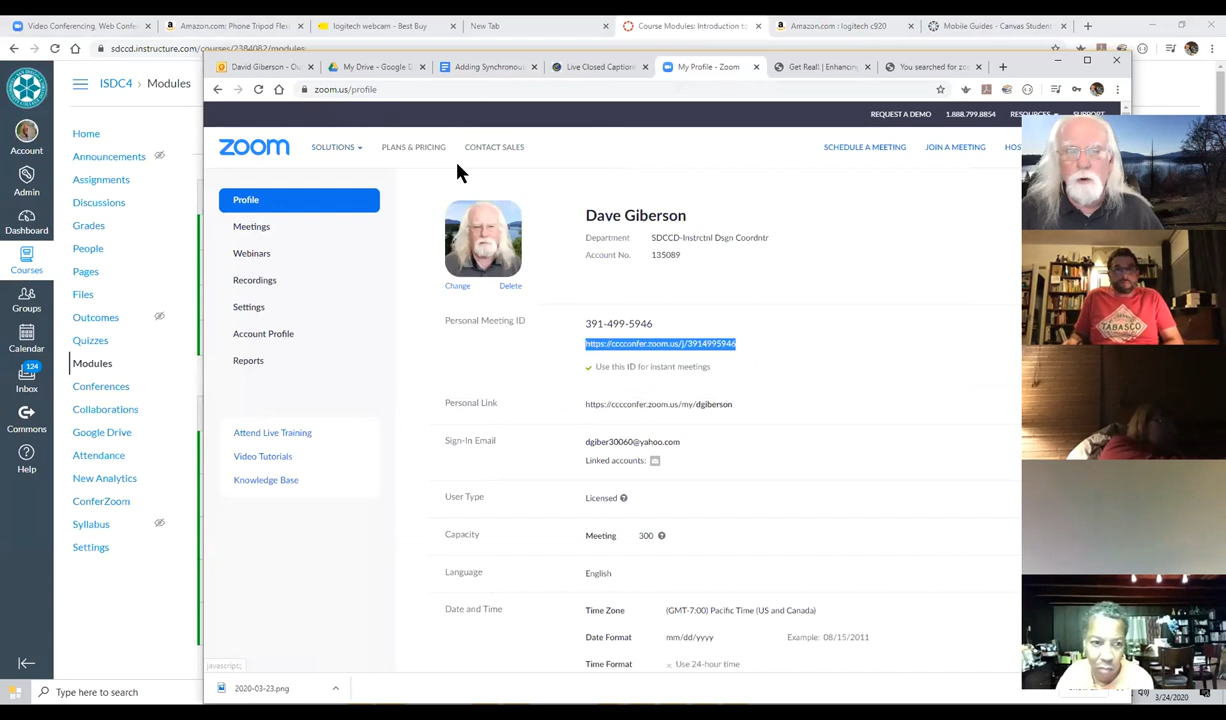 Video Conferencing, Web Confe
Amazon.com: Phone Tripod Flexi
logitech webcam - Best Buy
New Tab
Course Modules: Introduction to
Amazon.com : logitech c920
Mobile Guides - Canvas Student
sdccd.instructure.com/courses/2384082/modules
David Giberson - Ou
My Drive - Google D
Adding Synchronou
Live Closed Caption
My Profile - Zoom
Get Real! | Enhancing
You searched for zo
zoom.us/profile
REQUEST A DEMO
1.888.799.8854
RESOURCES
SUPPORT
zoom
SOLUTIONS
PLANS & PRICING
CONTACT SALES
SCHEDULE A MEETING
JOIN A MEETING
HOS
ISDC4 > Modules
Account
Admin
Dashboard
Courses
Groups
Calendar
124
Inbox
Commons
Help
Home
Announcements
Assignments
Discussions
Grades
People
Pages
Files
Outcomes
Quizzes
Modules
Conferences
Collaborations
Google Drive
Attendance
New Analytics
ConferZoom
Syllabus
Settings
Profile
Meetings
Webinars
Recordings
Settings
Account Profile
Reports
Attend Live Training
Video Tutorials
Knowledge Base
Change
Delete
Dave Giberson
Department SDCCD-Instrctnl Dsgn Coordntr
Account No. 135089
Personal Meeting ID 391-499-5946
https://cccconfer.zoom.us/j/3914995946
Use this ID for instant meetings
Personal Link https://cccconfer.zoom.us/my/dgiberson
Sign-In Email dgiber30060@yahoo.com
Linked accounts:
User Type Licensed
Capacity Meeting 300
Language English
Date and Time Time Zone (GMT-7:00) Pacific Time (US and Canada)
Date Format mm/dd/yyyy Example: 08/15/2011
Time Format Use 24-hour time
TABASCO
javascript:;
2020-03-23.png
Type here to search
3/24/2020